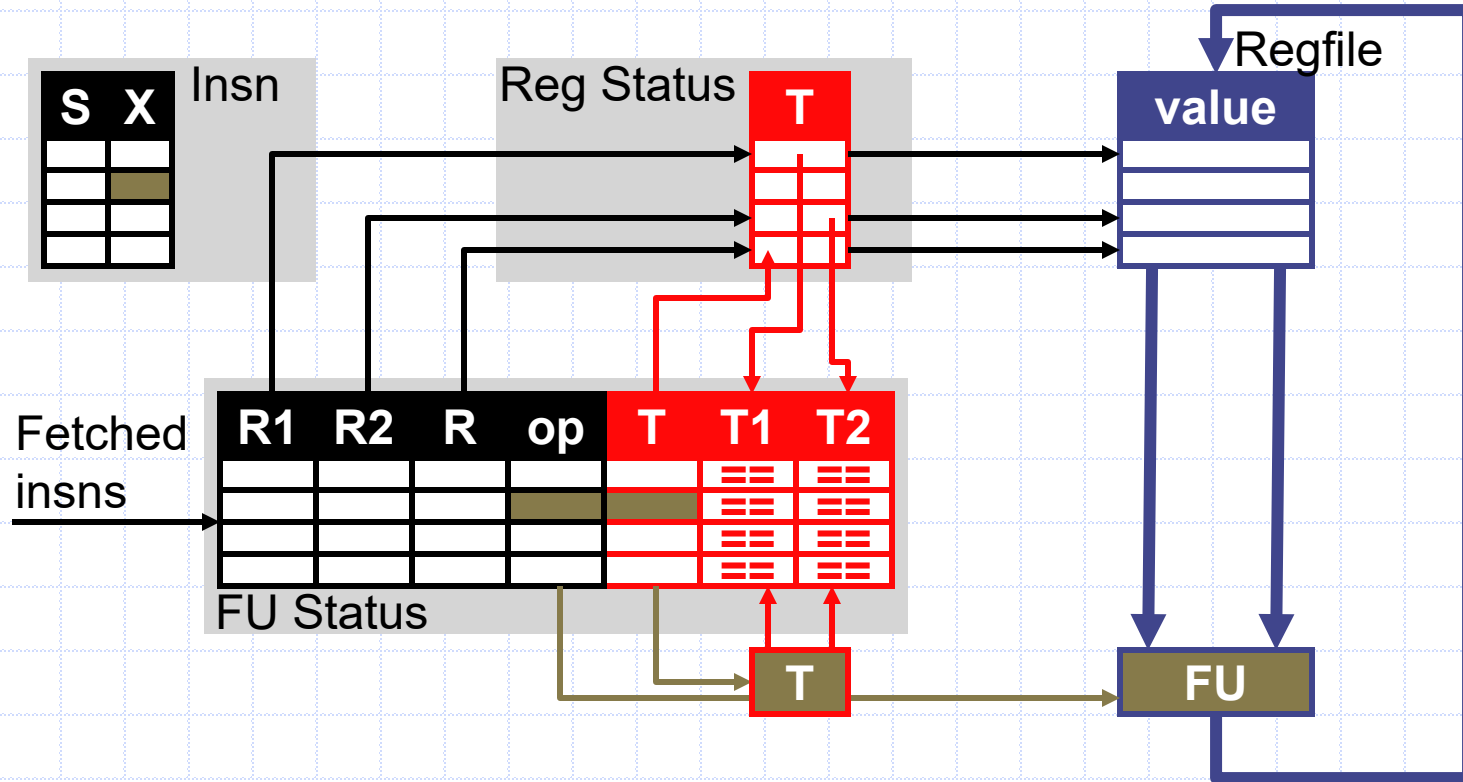 Regfile
S X Insn
Reg Status T
value
Fetched
insns
R1 R2 R op T T1 T2
== ==
== ==
== ==
== ==
FU Status
T
FU